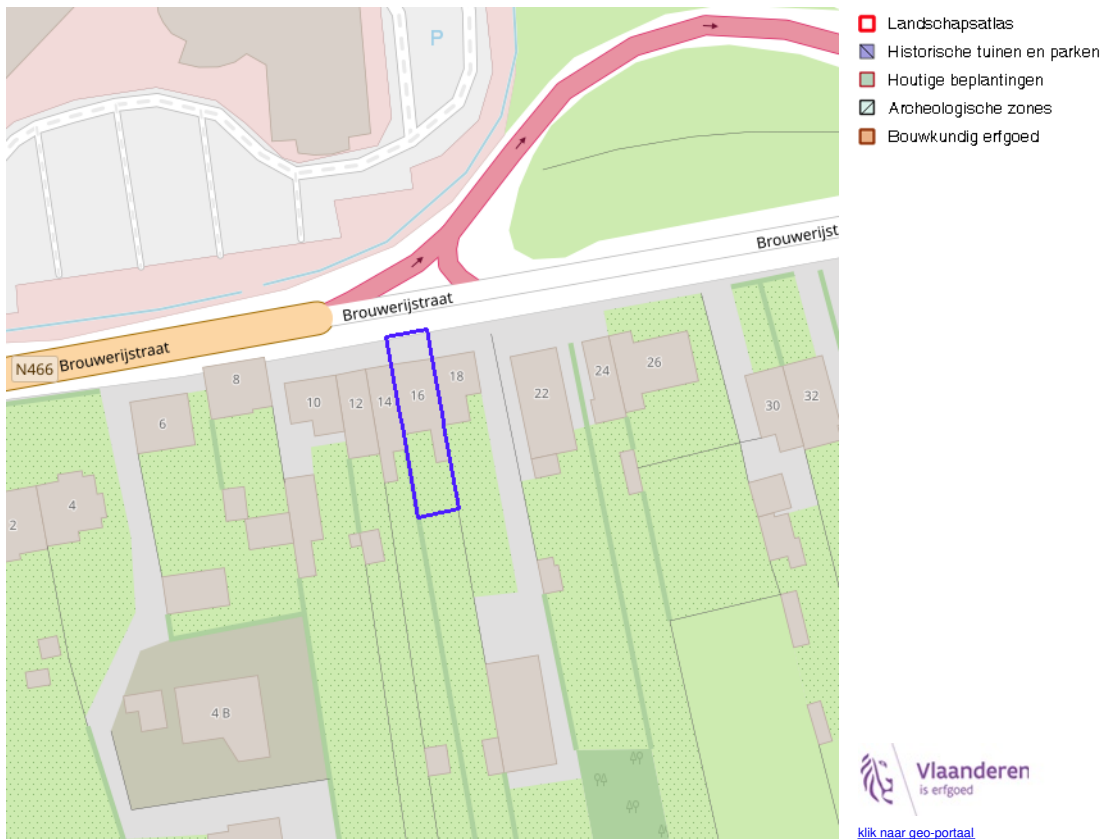 P
Brouwerijst
Brouwerijstraat
N466 Brouwerijstraat
8
6
10
12
14
16
18
22
24
26
30
32
2
4
4 B
Landschapsatlas
Historische tuinen en parken
Houtige beplantingen
Archeologische zones
Bouwkundig erfgoed
Vlaanderen
is erfgoed
klik naar geo-portaal